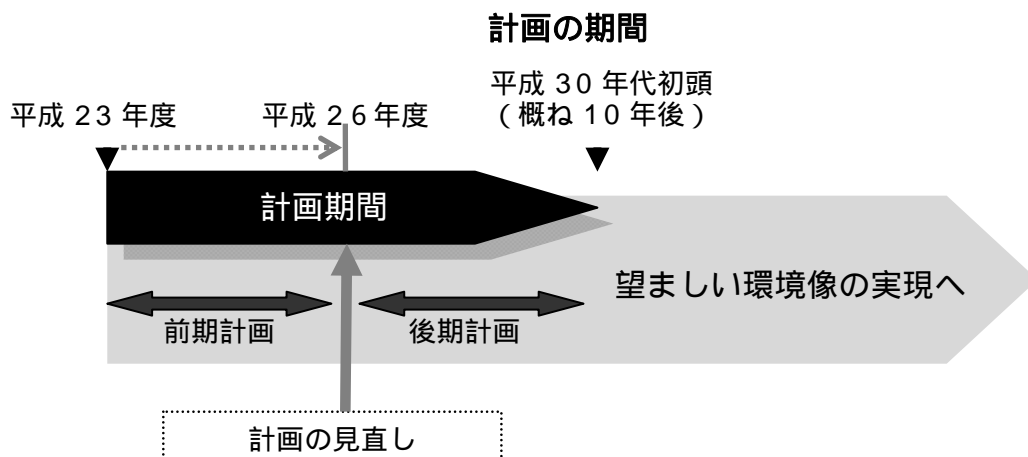 計画の期間
平成 30 年代初頭
（概ね 10 年後）
平成 23 年度
平成 26 年度
計画期間
望ましい環境像の実現へ
前期計画
後期計画
計画の見直し